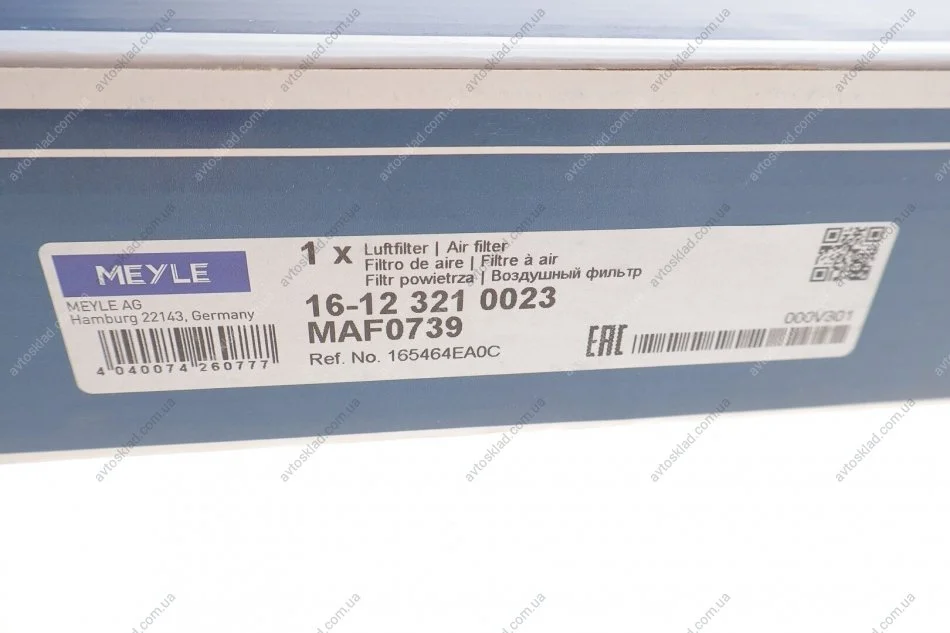 MEYLE
MEYLE AG
Hamburg 22143, Germany
4 040074 260777
1 x Luftfilter | Air filter
Filtro de aire | Filtre à air
Filtr powietrza | Воздушный фильтр
16-12 321 0023
MAF0739
Ref. No. 165464EA0C
000V301
EAC
avtosklad.com.ua